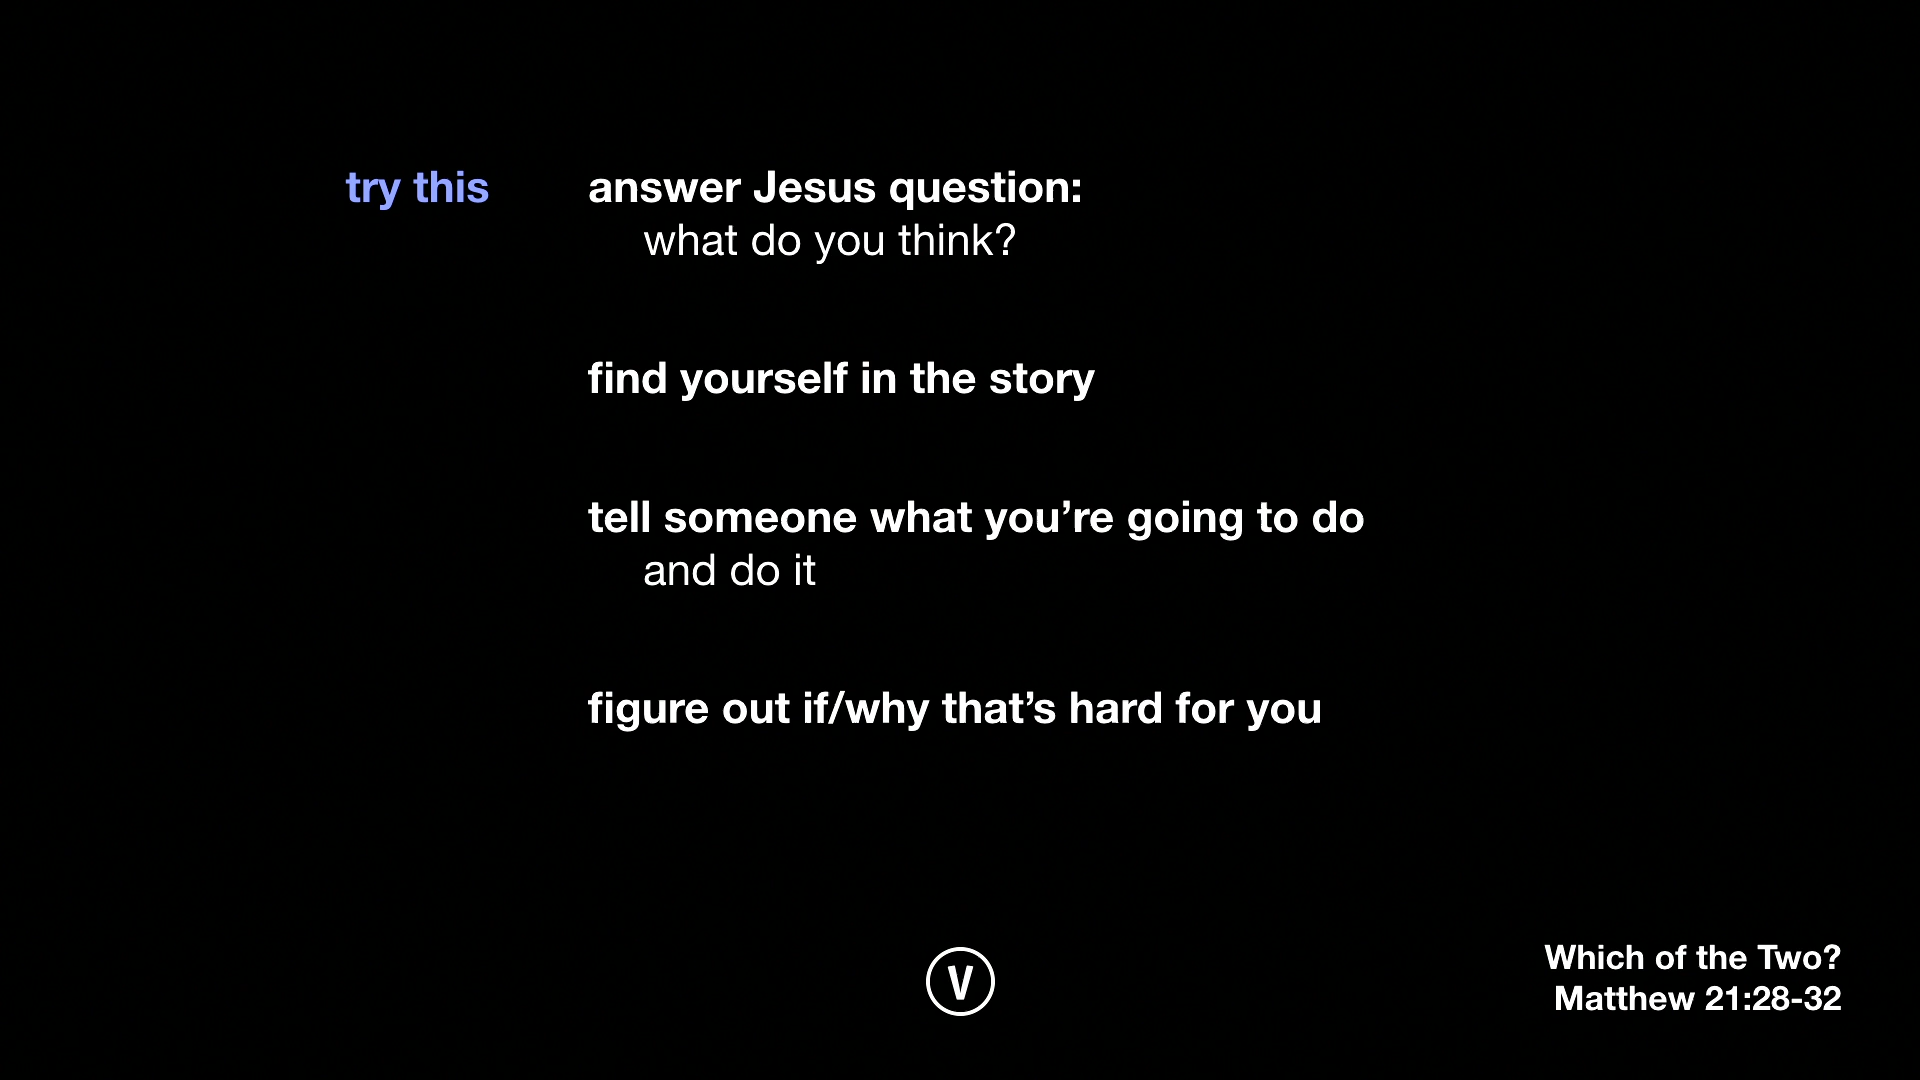 try this
answer Jesus question:
what do you think?
find yourself in the story
tell someone what you’re going to do
and do it
figure out if/why that’s hard for you
V
Which of the Two?
Matthew 21:28-32